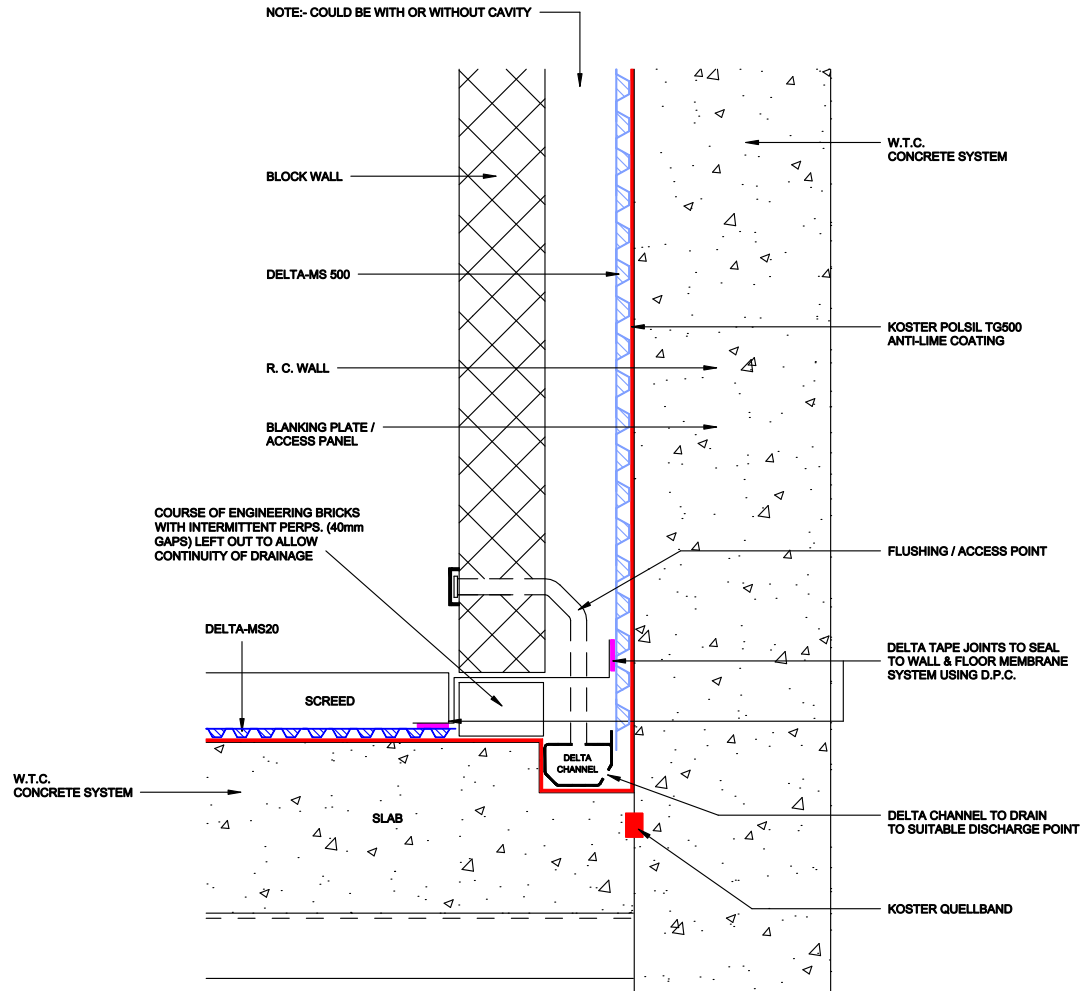 NOTE:- COULD BE WITH OR WITHOUT CAVITY
W.T.C.
CONCRETE SYSTEM
BLOCK WALL
DELTA-MS 500
KOSTER POLSIL TG500
ANTI-LIME COATING
R. C. WALL
BLANKING PLATE /
ACCESS PANEL
COURSE OF ENGINEERING BRICKS
WITH INTERMITTENT PERPS. (40mm
GAPS) LEFT OUT TO ALLOW
CONTINUITY OF DRAINAGE
FLUSHING / ACCESS POINT
DELTA-MS20
DELTA TAPE JOINTS TO SEAL
TO WALL & FLOOR MEMBRANE
SYSTEM USING D.P.C.
SCREED
DELTA
CHANNEL
W.T.C.
CONCRETE SYSTEM
SLAB
DELTA CHANNEL TO DRAIN
TO SUITABLE DISCHARGE POINT
KOSTER QUELLBAND